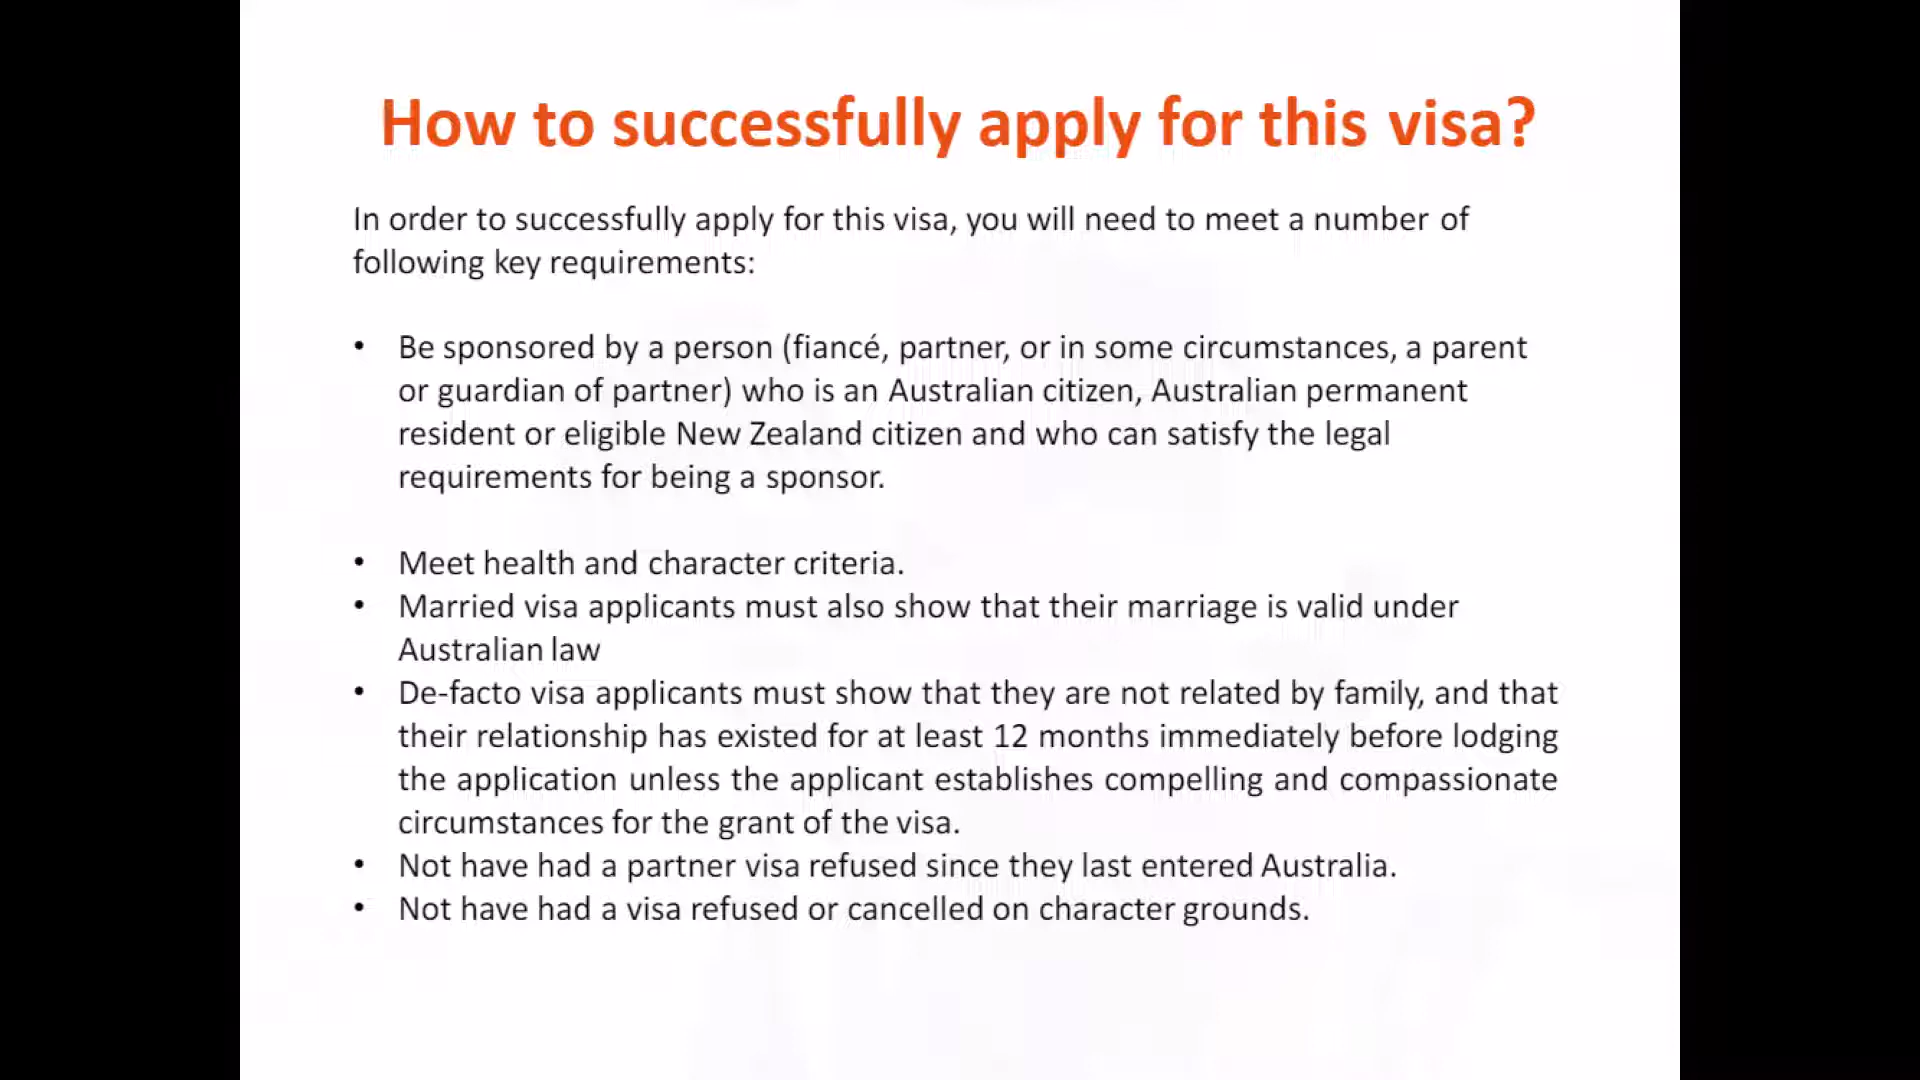 How to successfully apply for this visa?
In order to successfully apply for this visa, you will need to meet a number of
following key requirements:
• Be sponsored by a person (fiancé, partner, or in some circumstances, a parent
or guardian of partner) who is an Australian citizen, Australian permanent
resident or eligible New Zealand citizen and who can satisfy the legal
requirements for being a sponsor.
• Meet health and character criteria.
• Married visa applicants must also show that their marriage is valid under
Australian law
• De-facto visa applicants must show that they are not related by family, and that
their relationship has existed for at least 12 months immediately before lodging
the application unless the applicant establishes compelling and compassionate
circumstances for the grant of the visa.
• Not have had a partner visa refused since they last entered Australia.
• Not have had a visa refused or cancelled on character grounds.